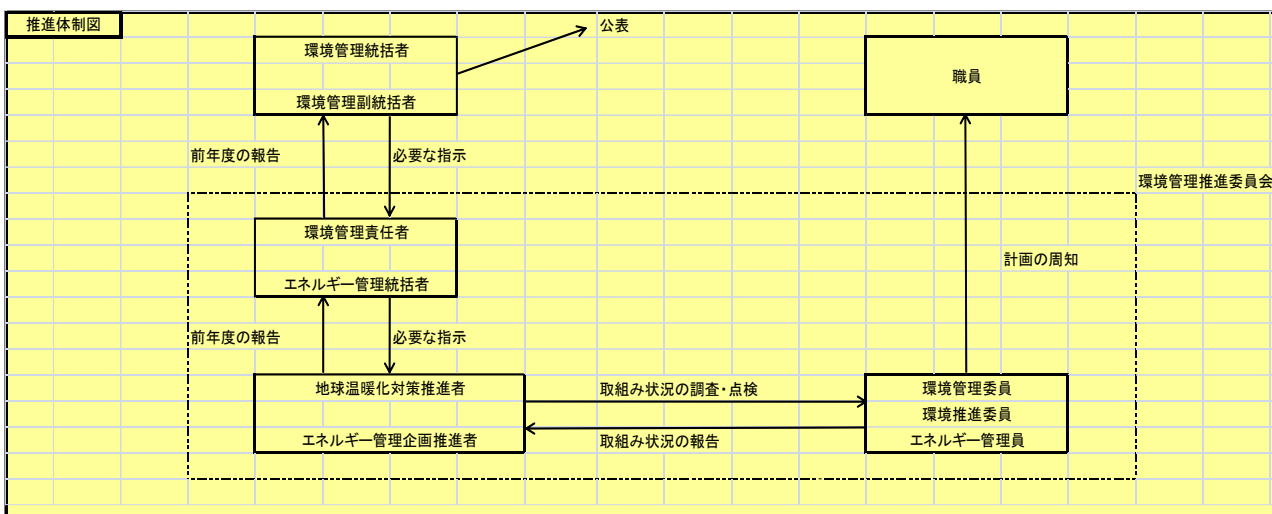 推進体制図
公表
環境管理統括者
環境管理副統括者
職員
前年度の報告
必要な指示
環境管理推進委員会
環境管理責任者
エネルギー管理統括者
計画の周知
前年度の報告
必要な指示
地球温暖化対策推進者
エネルギー管理企画推進者
取組み状況の調査・点検
取組み状況の報告
環境管理委員
環境推進委員
エネルギー管理員